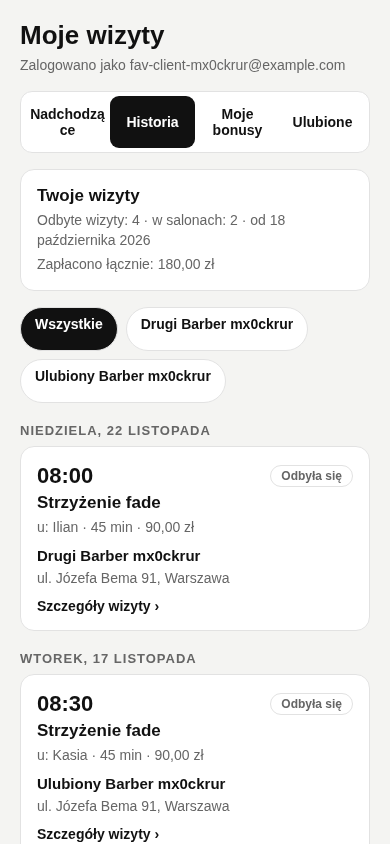 Moje wizyty
Zalogowano jako fav-client-mx0ckrur@example.com
Nadchodzą
ce
Historia
Moje
bonusy
Ulubione
Twoje wizyty
Odbyte wizyty: 4 · w salonach: 2 · od 18
października 2026
Zapłacono łącznie: 180,00 zł
Wszystkie
Drugi Barber mx0ckrur
Ulubiony Barber mx0ckrur
NIEDZIELA, 22 LISTOPADA
08:00
Odbyła się
Strzyżenie fade
u: Ilian · 45 min · 90,00 zł
Drugi Barber mx0ckrur
ul. Józefa Bema 91, Warszawa
Szczegóły wizyty ›
WTOREK, 17 LISTOPADA
08:30
Odbyła się
Strzyżenie fade
u: Kasia · 45 min · 90,00 zł
Ulubiony Barber mx0ckrur
ul. Józefa Bema 91, Warszawa
Szczegóły wizyty ›